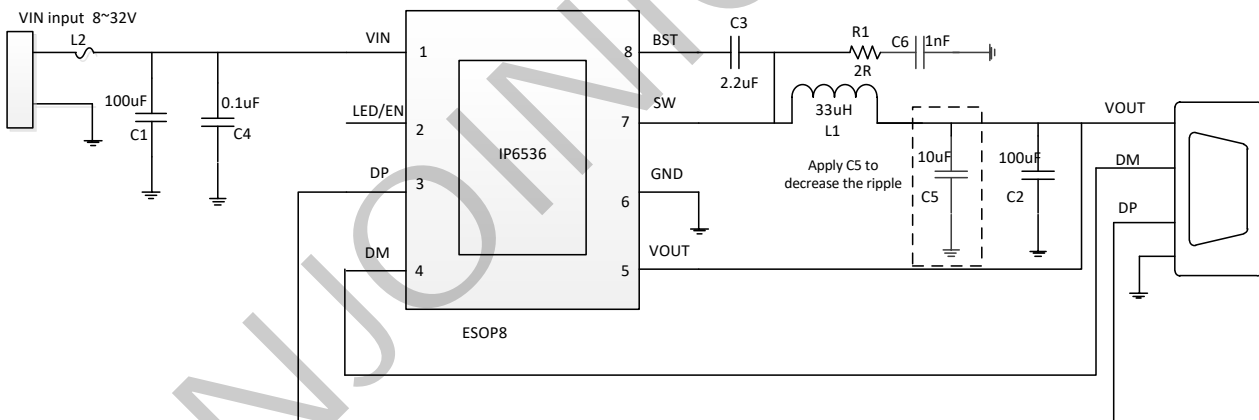 VIN input 8~32V
L2
100uF
C1
0.1uF
C4
VIN
1
LED/EN
2
DP
3
DM
4
IP6536
8
BST
7
SW
6
GND
5
VOUT
ESOP8
C3
2.2uF
R1
2R
C6
1nF
33uH
L1
Apply C5 to
decrease the ripple
10uF
C5
100uF
C2
VOUT
DM
DP